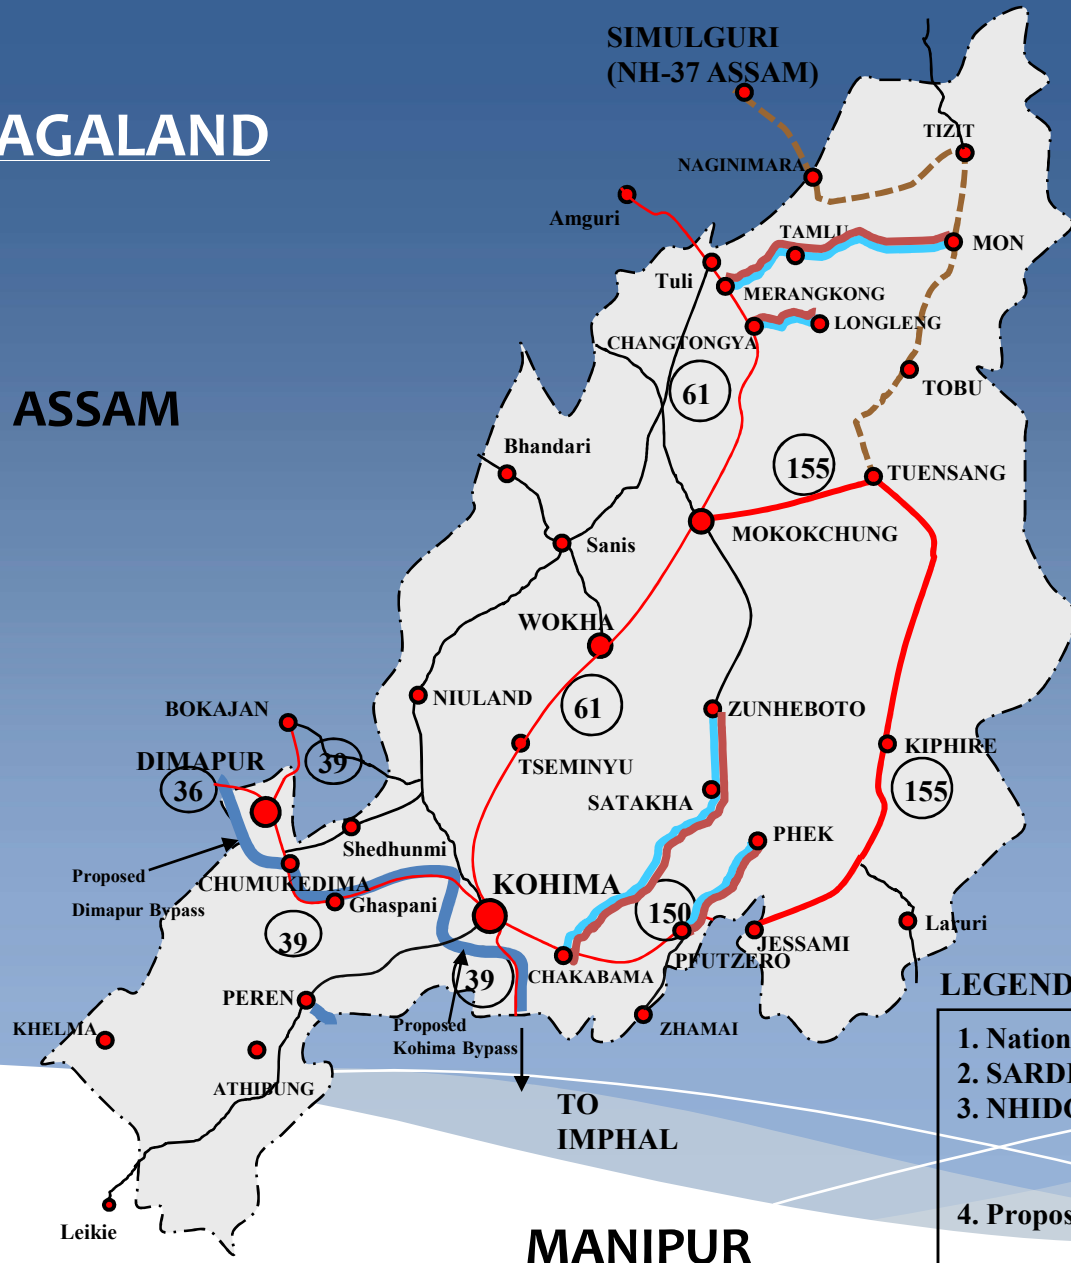 SIMULGURI
(NH-37 ASSAM)
AGALAND
TIZIT
NAGINIMARA
Amguri
TAMLU
MON
Tuli
MERANGKONG
LONGLENG
CHANGTONGYA
61
TOBU
ASSAM
Bhandari
155
TUENSANG
MOKOKCHUNG
Sanis
WOKHA
NIULAND
61
ZUNHEBOTO
BOKAJAN
DIMAPUR
39
36
TSEMINYU
KIPHIRE
SATAKHA
155
PHEK
Shedhunmi
Proposed
Dimapur Bypass
CHUMUKEDIMA
Ghaspani
KOHIMA
150
39
Laruri
JESSAMI
PFUTZERO
CHAKABAMA
39
PEREN
LEGEND
KHELMA
Proposed
Kohima Bypass
ZHAMAI
1. Nation
2. SARD
3. NHIDC
ATHIBUNG
TO
IMPHAL
4. Propos
Leikie
MANIPUR